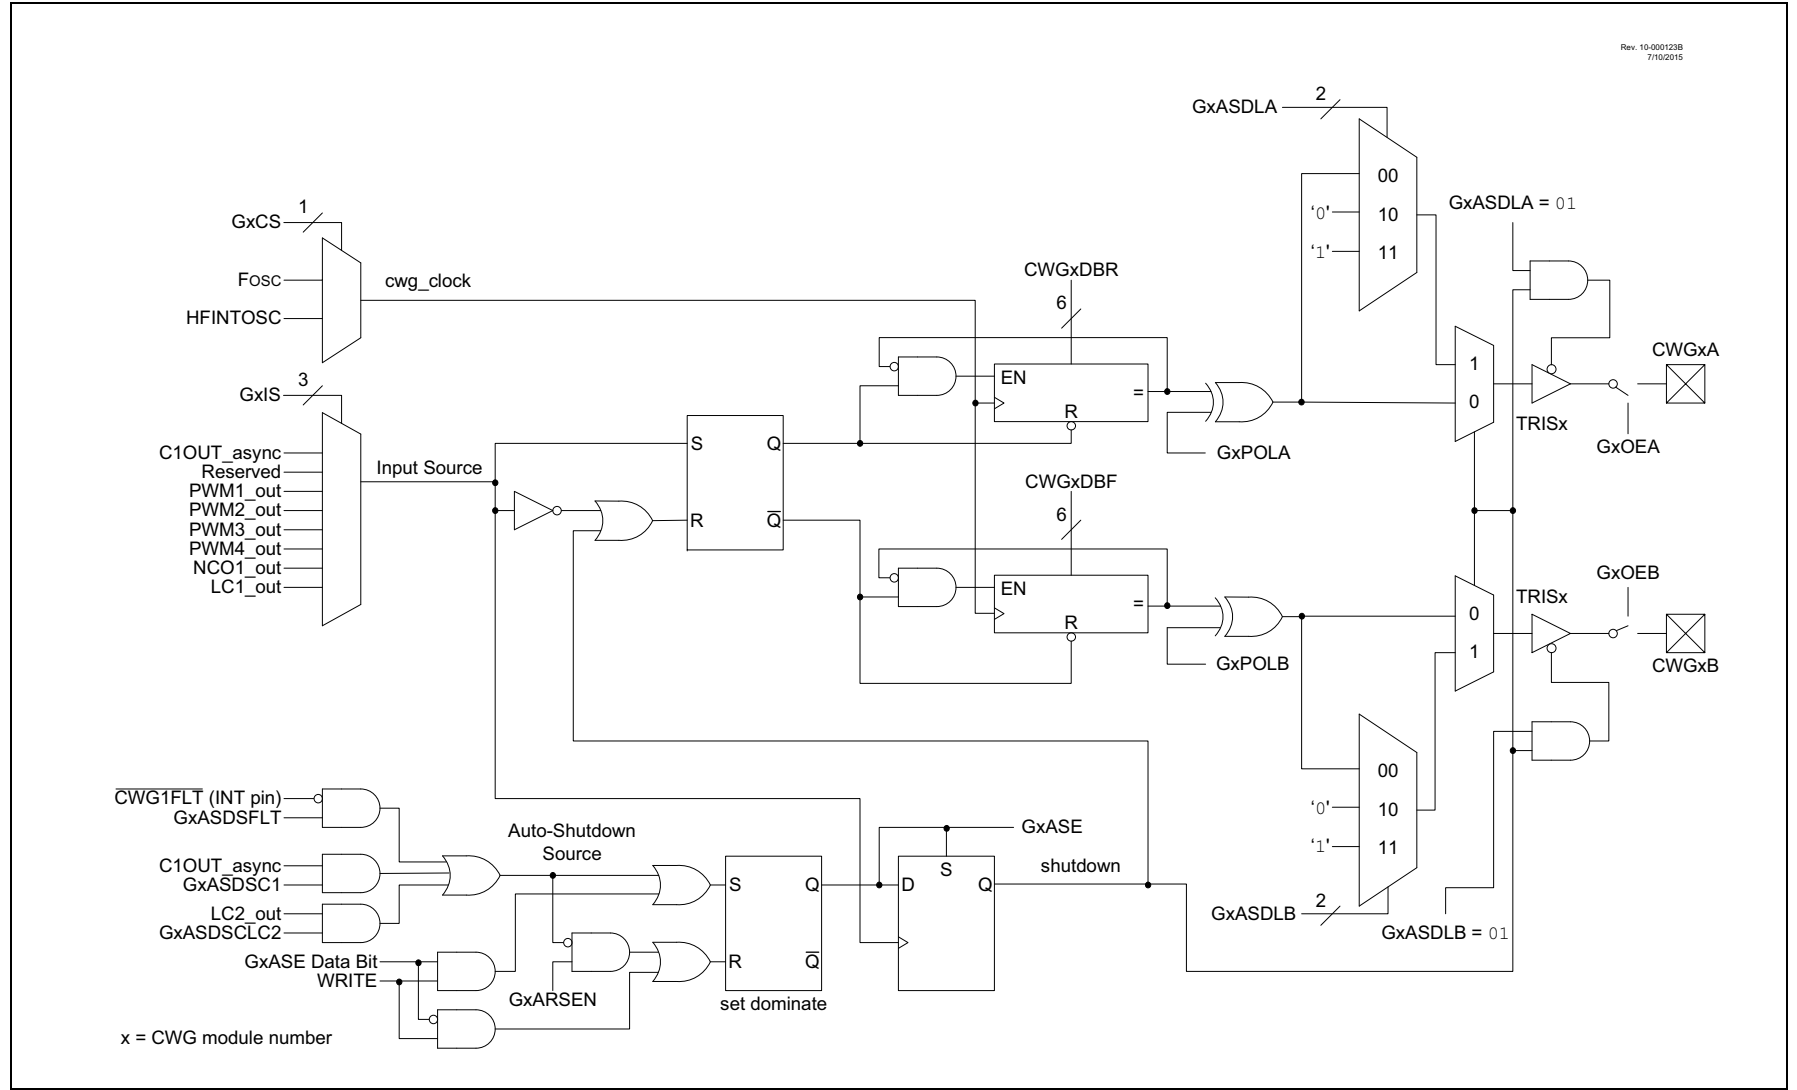 Rev. 10-000123B
7/10/2015
GxASDLA
2
00
‘0'
10
‘1'
11
GxASDLA = 01
1
GxCS
FOSC
HFINTOSC
cwg_clock
CWGxDBR
6
EN
=
R
GxPOLA
1
0
TRISx
CWGxA
GxOEA
3
GxIS
C1OUT_async
Reserved
PWM1_out
PWM2_out
PWM3_out
PWM4_out
NCO1_out
LC1_out
Input Source
S
Q
R
Q
CWGxDBF
6
EN
=
R
GxPOLB
0
1
TRISx
GxOEB
CWGxB
00
‘0'
10
‘1'
11
GxASDLB
2
GxASDLB = 01
CWG1FLT (INT pin)
GxASDSFLT
C1OUT_async
GxASDSC1
LC2_out
GxASDSCLC2
GxASE Data Bit
WRITE
Auto-Shutdown
Source
GxARSEN
S
Q
R
Q
set dominate
GxASE
S
D
Q
shutdown
x = CWG module number